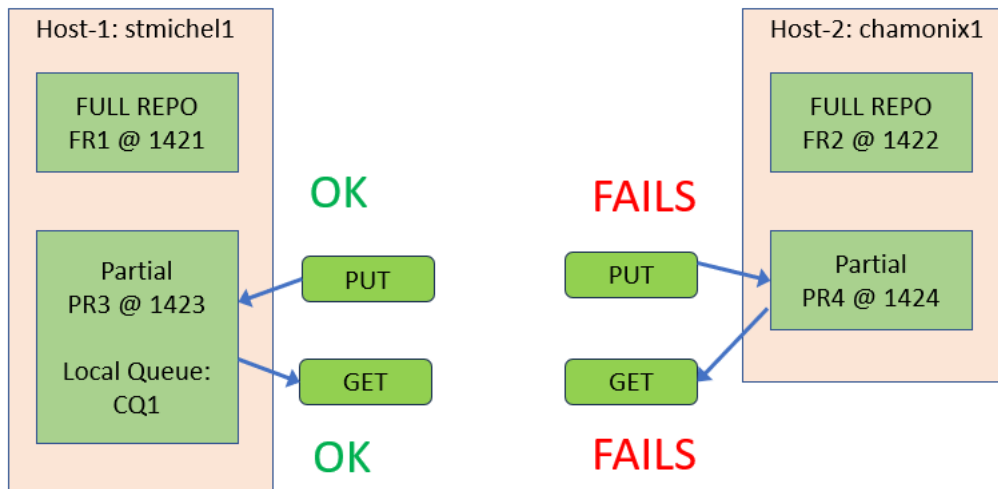 Host-1: stmichel1
FULL REPO
FR1 @ 1421
OK
PUT
Partial
PR3 @ 1423
Local Queue:
CQ1
GET
OK
Host-2: chamonix1
FULL REPO
FR2 @ 1422
FAILS
PUT
Partial
PR4 @ 1424
GET
FAILS